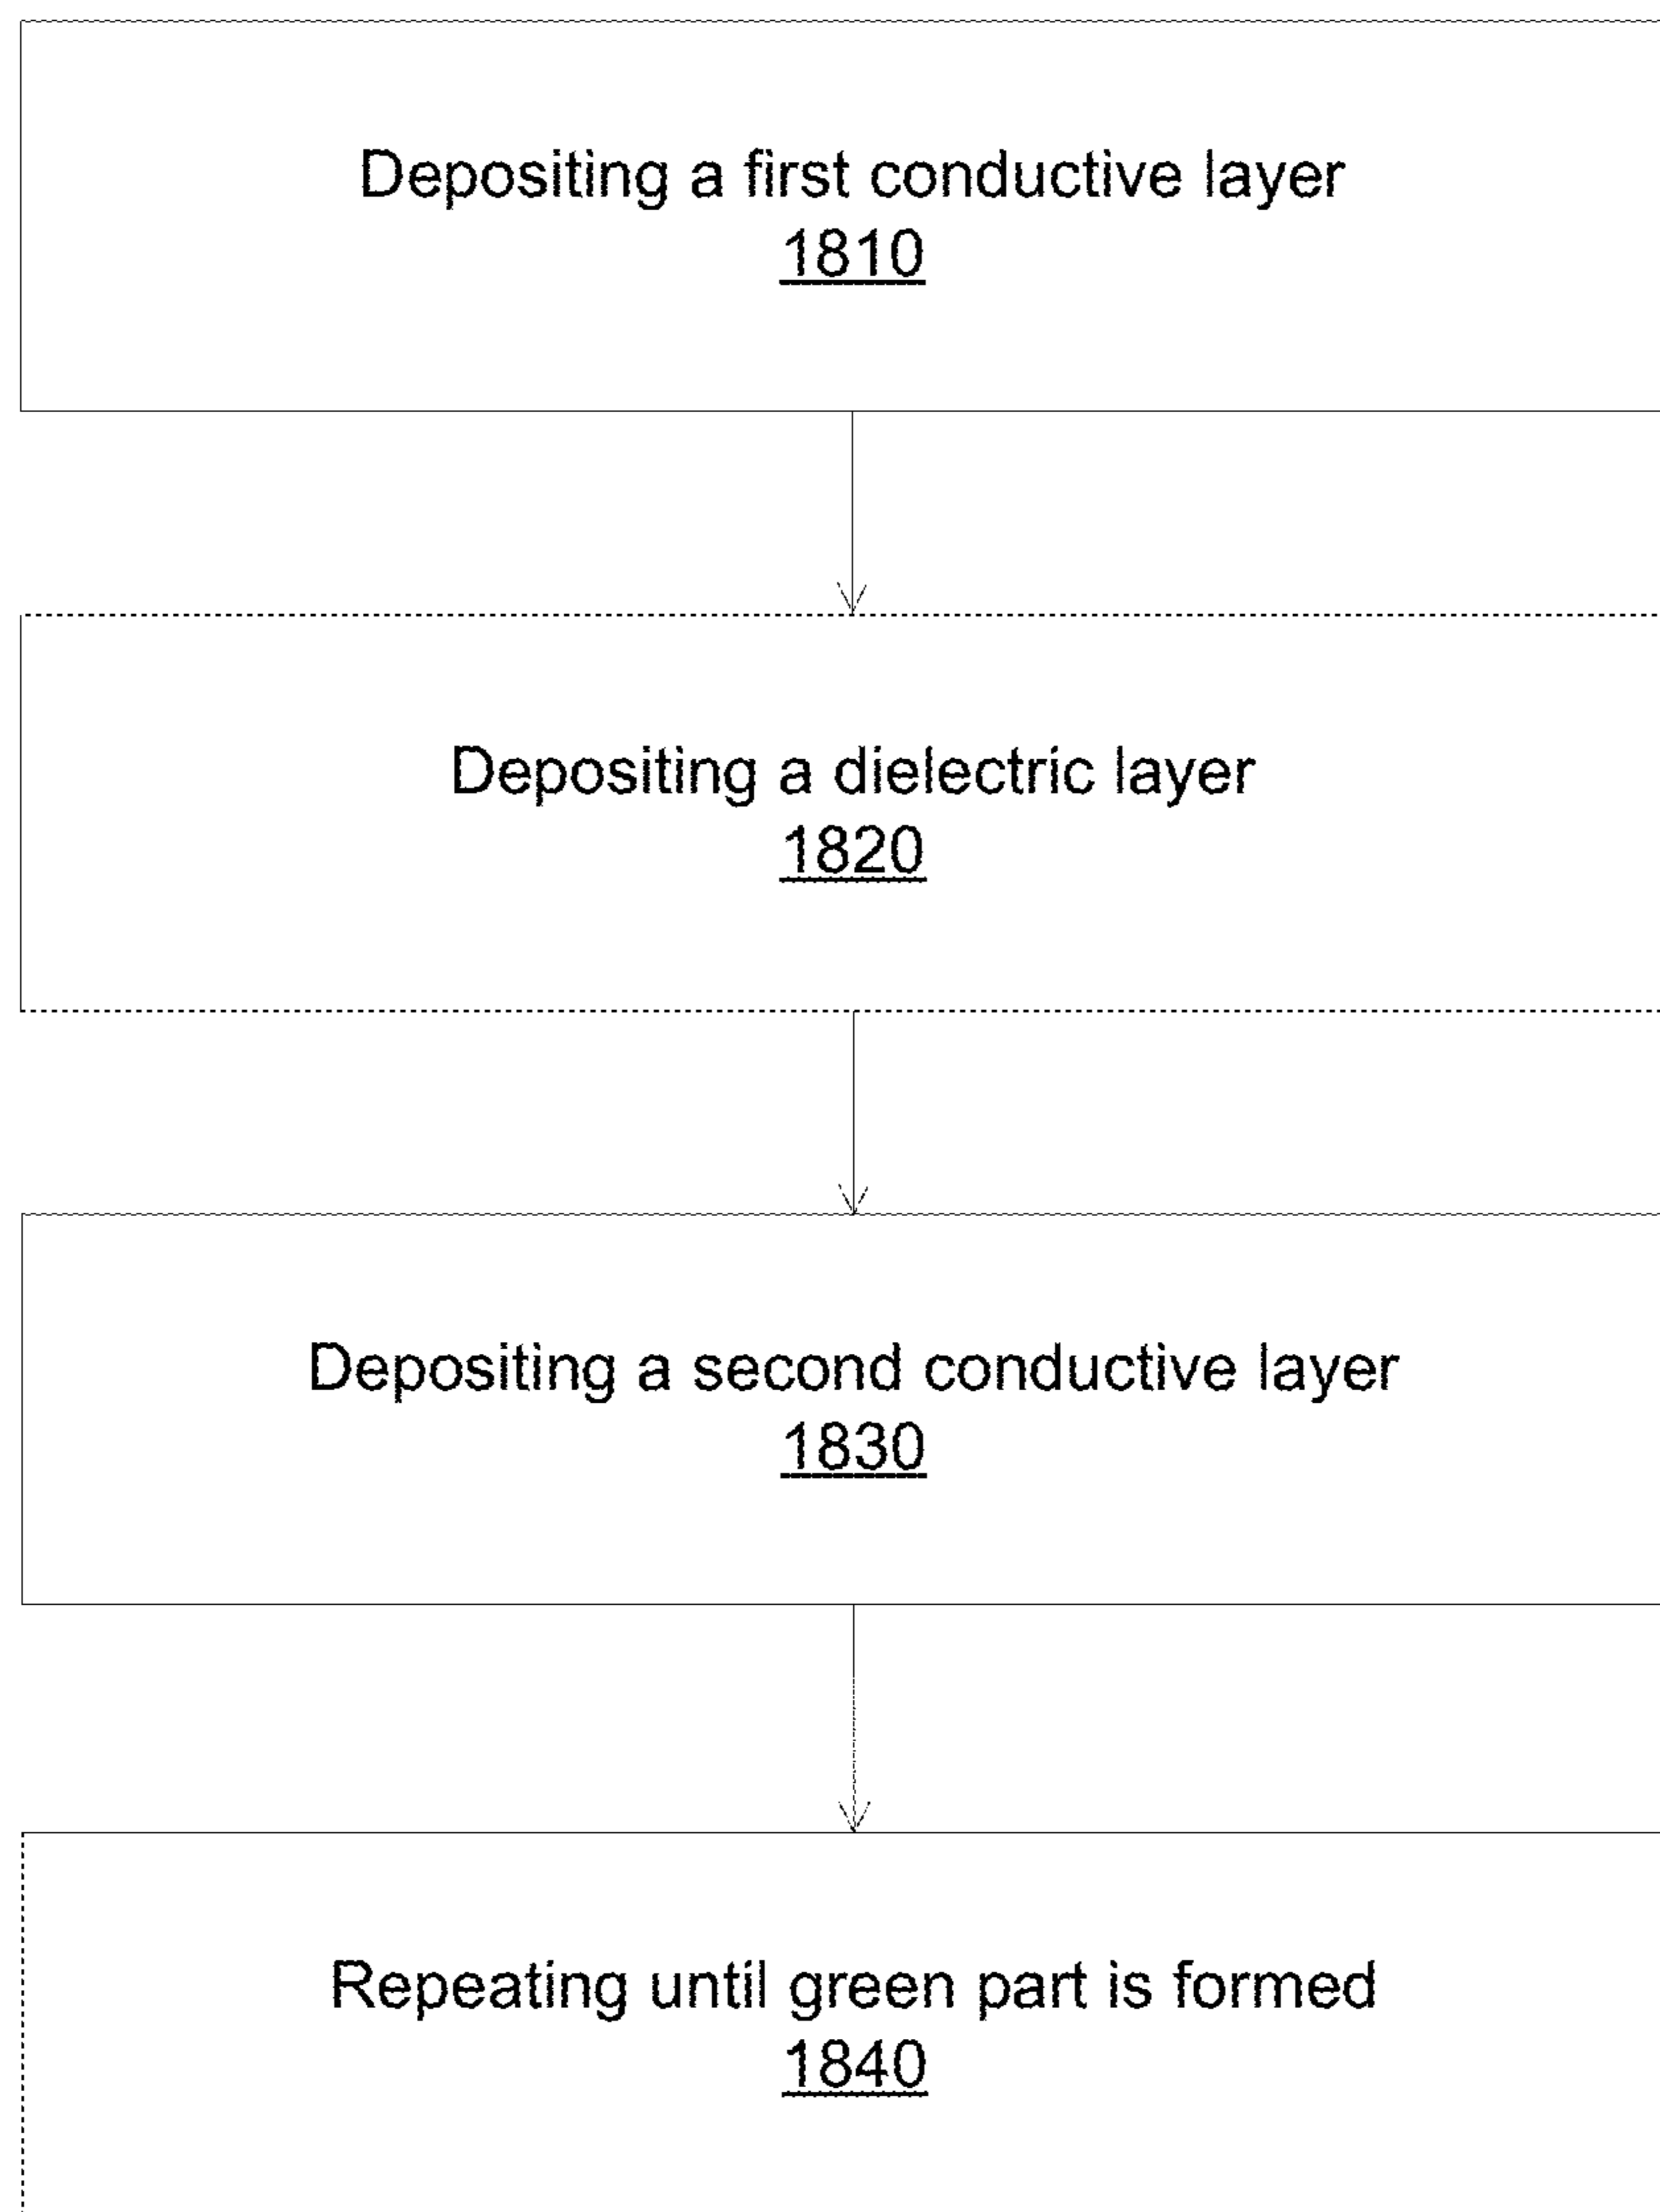 Depositing a first conductive layer
1810
Depositing a dielectric layer
1820
Depositing a second conductive layer
1830
Repeating until green part is formed
1840